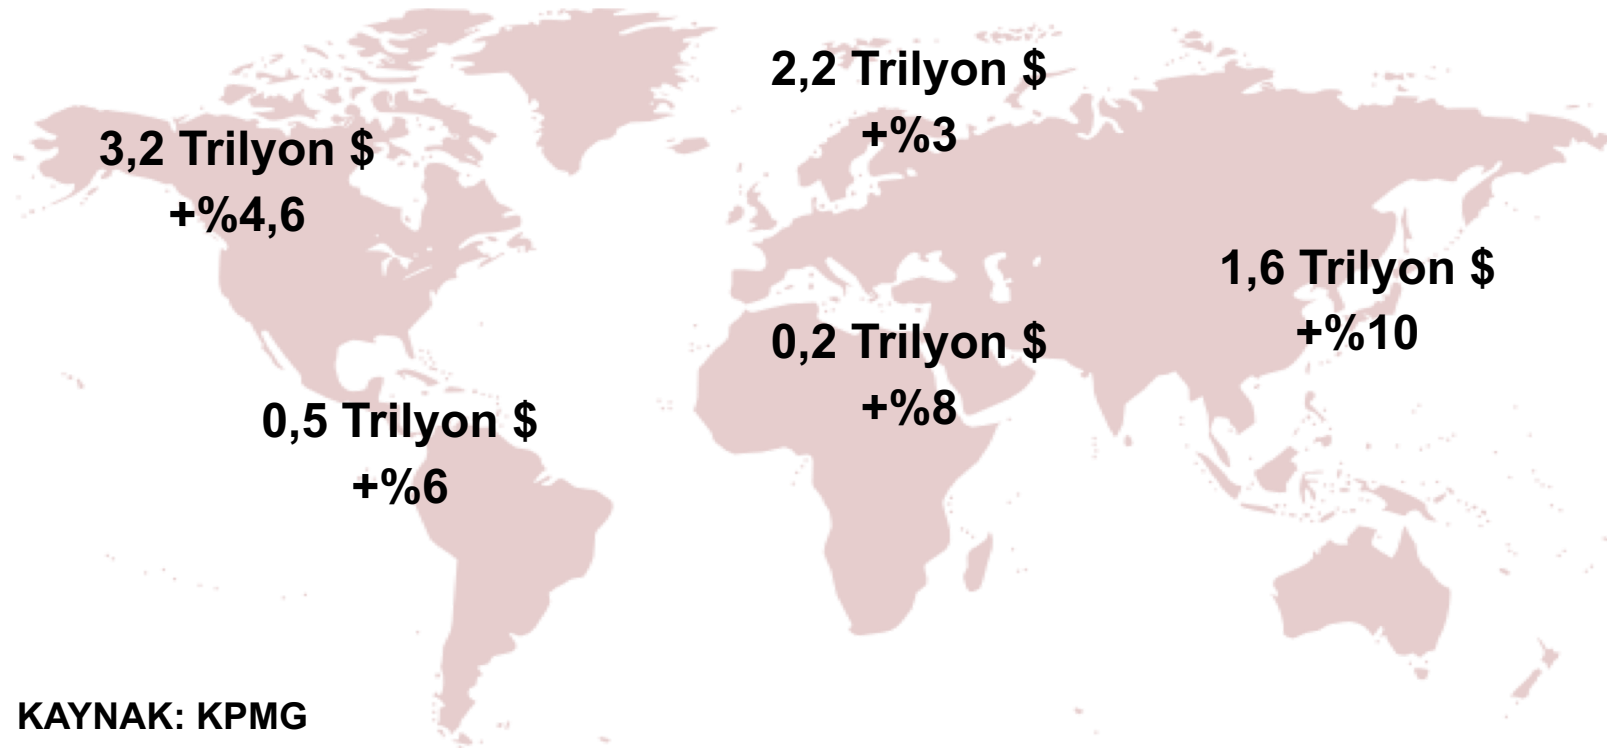 2,2 Trilyon $
+%3
3,2 Trilyon $
+%4,6
1,6 Trilyon $
+%10
0,2 Trilyon $
+%8
0,5 Trilyon $
+%6
KAYNAK: KPMG